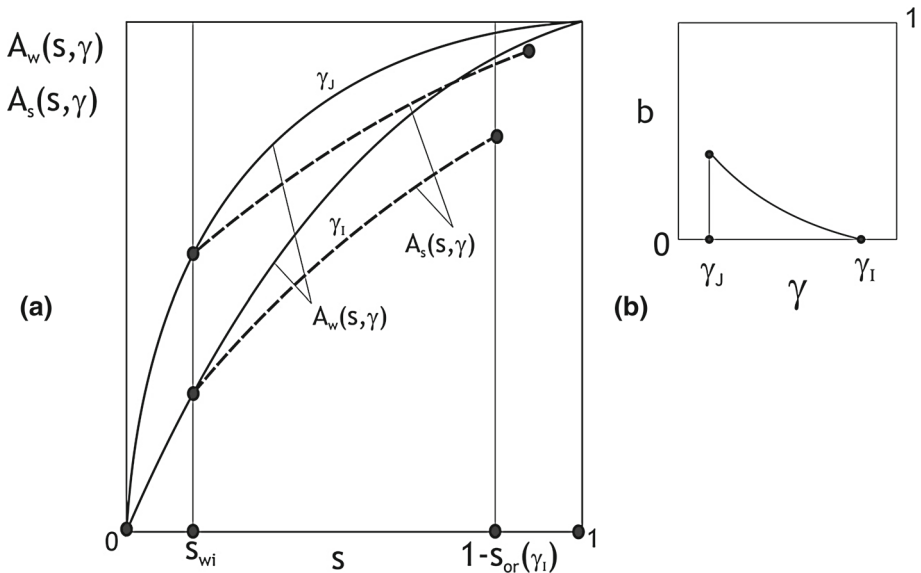 A_w(s,γ)
A_s(s,γ)
γ_J
γ_I
A_s(s,γ)
A_w(s,γ)
(a)
0
s_wi
s
1-s_or(γ_I)
1
1
b
0
γ_J
γ
γ_I
(b)